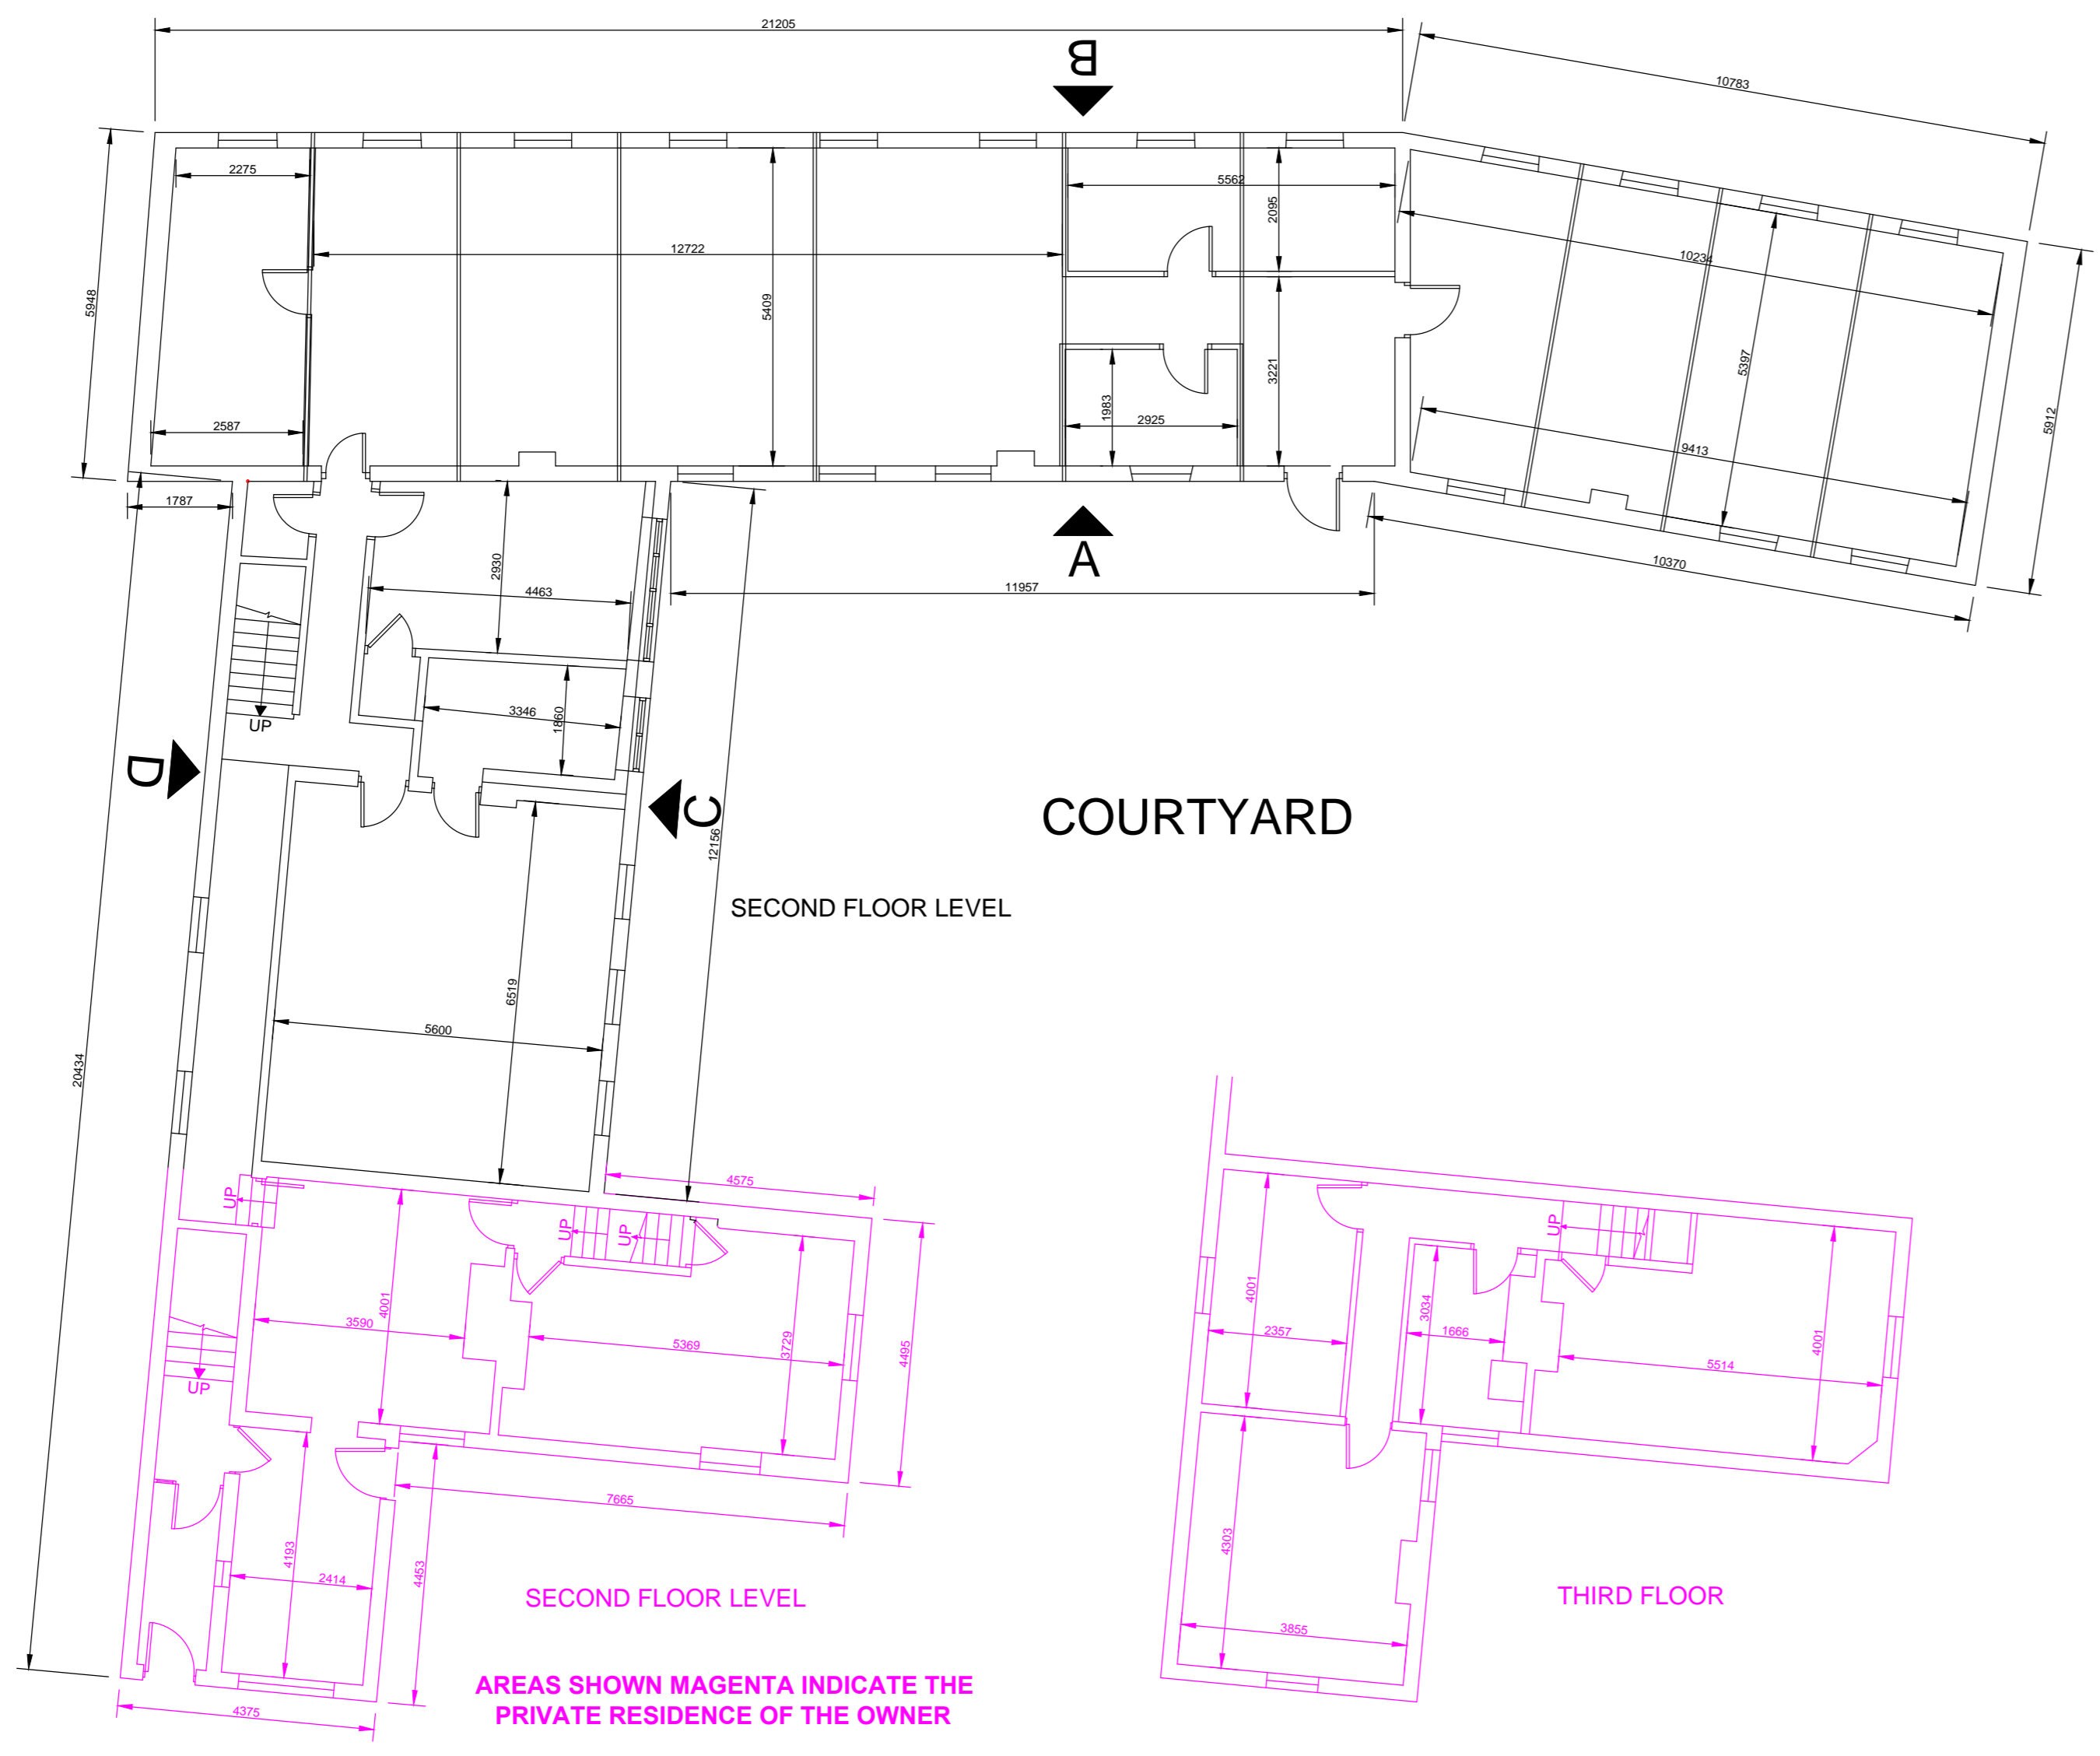 21205
B
10783
2275
5562
2095
12722
10234
5948
5409
5397
3221
5912
1983
2925
2587
9413
1787
A
2930
10370
4463
11957
3346
1860
UP
D
C
COURTYARD
12156
SECOND FLOOR LEVEL
6519
5600
20434
4575
UP
UP
UP
UP
4001
3590
4001
3729
5369
4495
3034
2357
1666
4001
5514
UP
7665
4193
4303
2414
4453
SECOND FLOOR LEVEL
THIRD FLOOR
3855
AREAS SHOWN MAGENTA INDICATE THE
PRIVATE RESIDENCE OF THE OWNER
4375